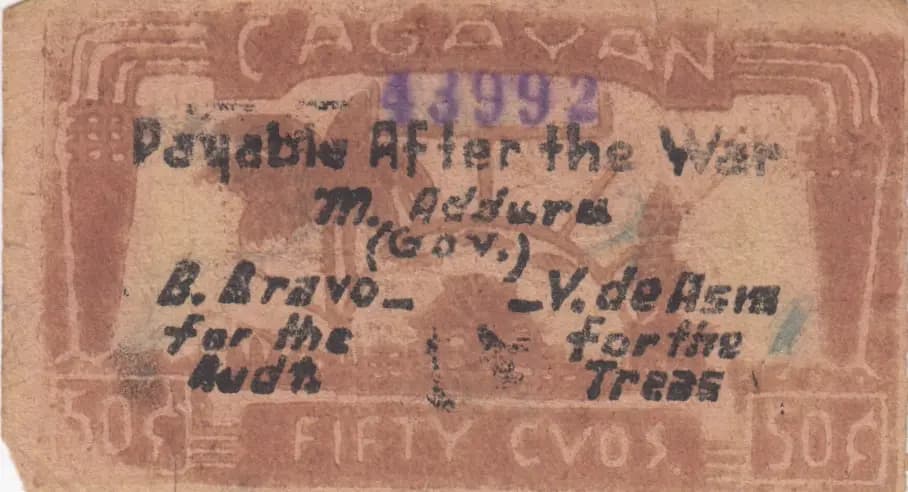 CAGAYAN
43992
Payable After the War
M. Adduru
(Gov.)
B. Bravo
for the
Audr.
V. de Asis
for the
Treas
50¢ FIFTY CVOS. 50¢